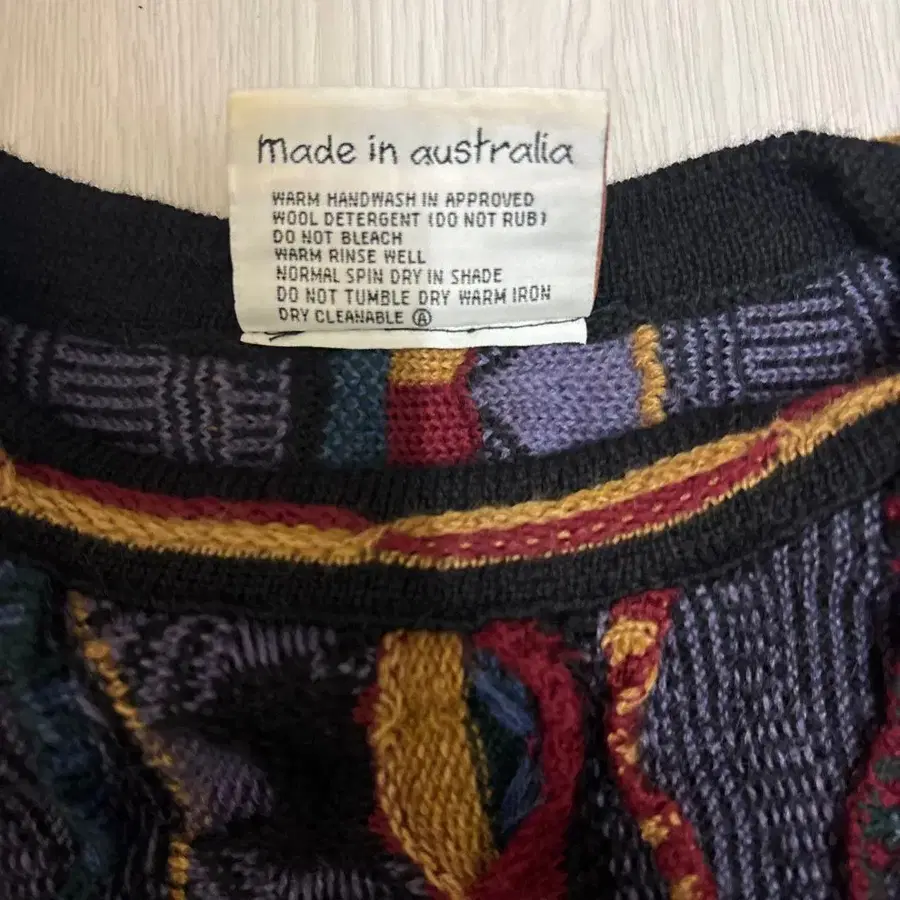 made in australia
WARM HANDWASH IN APPROVED
WOOL DETERGENT (DO NOT RUB)
DO NOT BLEACH
WARM RINSE WELL
NORMAL SPIN DRY IN SHADE
DO NOT TUMBLE DRY WARM IRON
DRY CLEANABLE Ⓐ